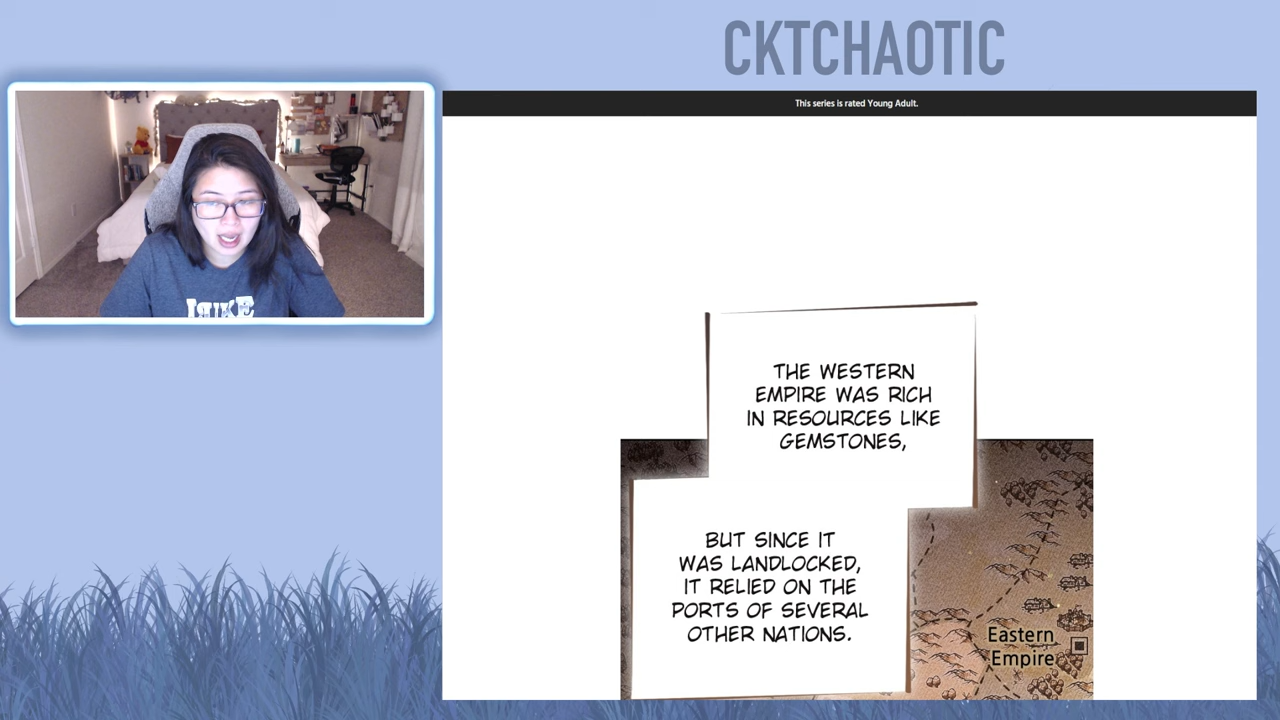 CKTCHAOTIC
This series is rated Young Adult.
THE WESTERN
EMPIRE WAS RICH
IN RESOURCES LIKE
GEMSTONES,
BUT SINCE IT
WAS LANDLOCKED,
IT RELIED ON THE
PORTS OF SEVERAL
OTHER NATIONS.
Eastern
Empire